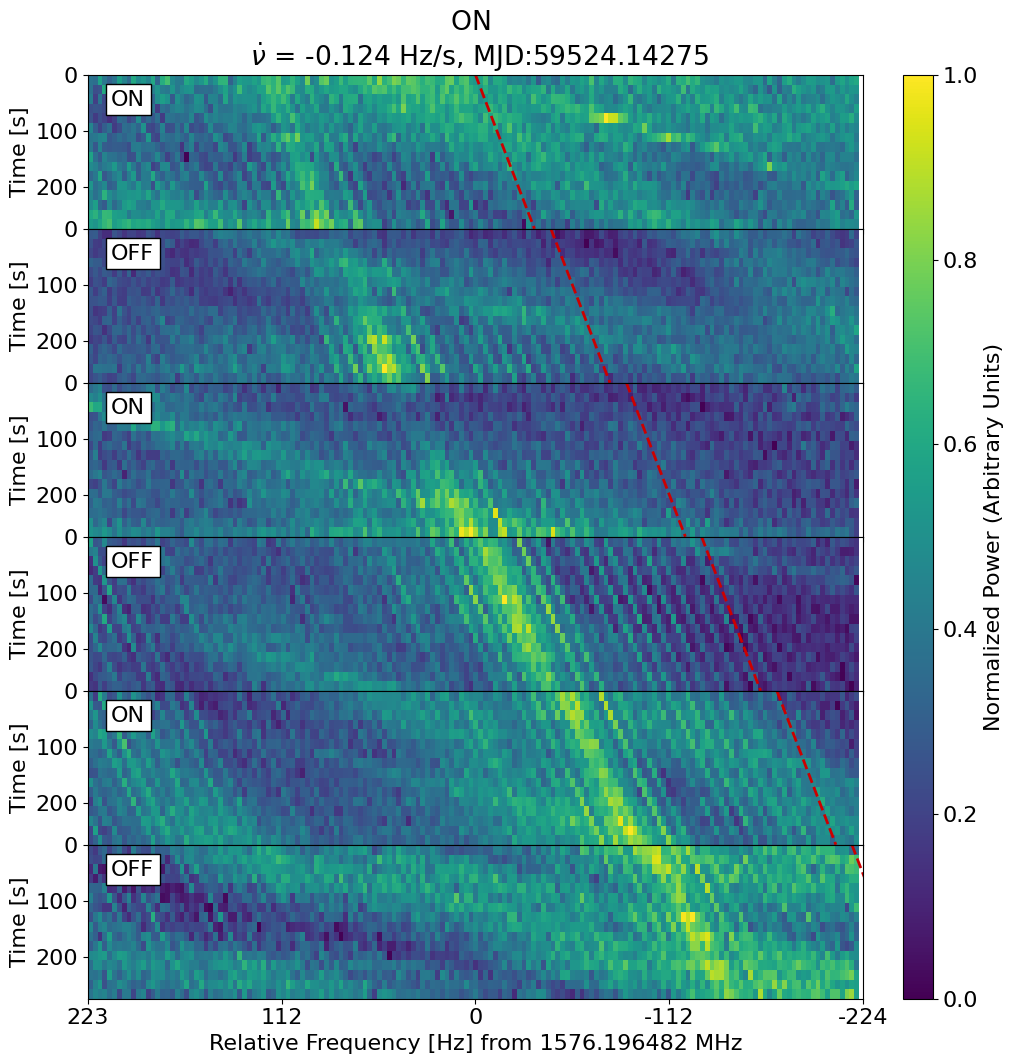 ON
ν̇ = -0.124 Hz/s, MJD:59524.14275
ON
Time [s]
0
100
200
OFF
Time [s]
0
100
200
ON
Time [s]
0
100
200
OFF
Time [s]
0
100
200
ON
Time [s]
0
100
200
OFF
Time [s]
0
100
200
223 112 0 -112 -224
Relative Frequency [Hz] from 1576.196482 MHz
1.0
0.8
0.6
0.4
0.2
0.0
Normalized Power (Arbitrary Units)